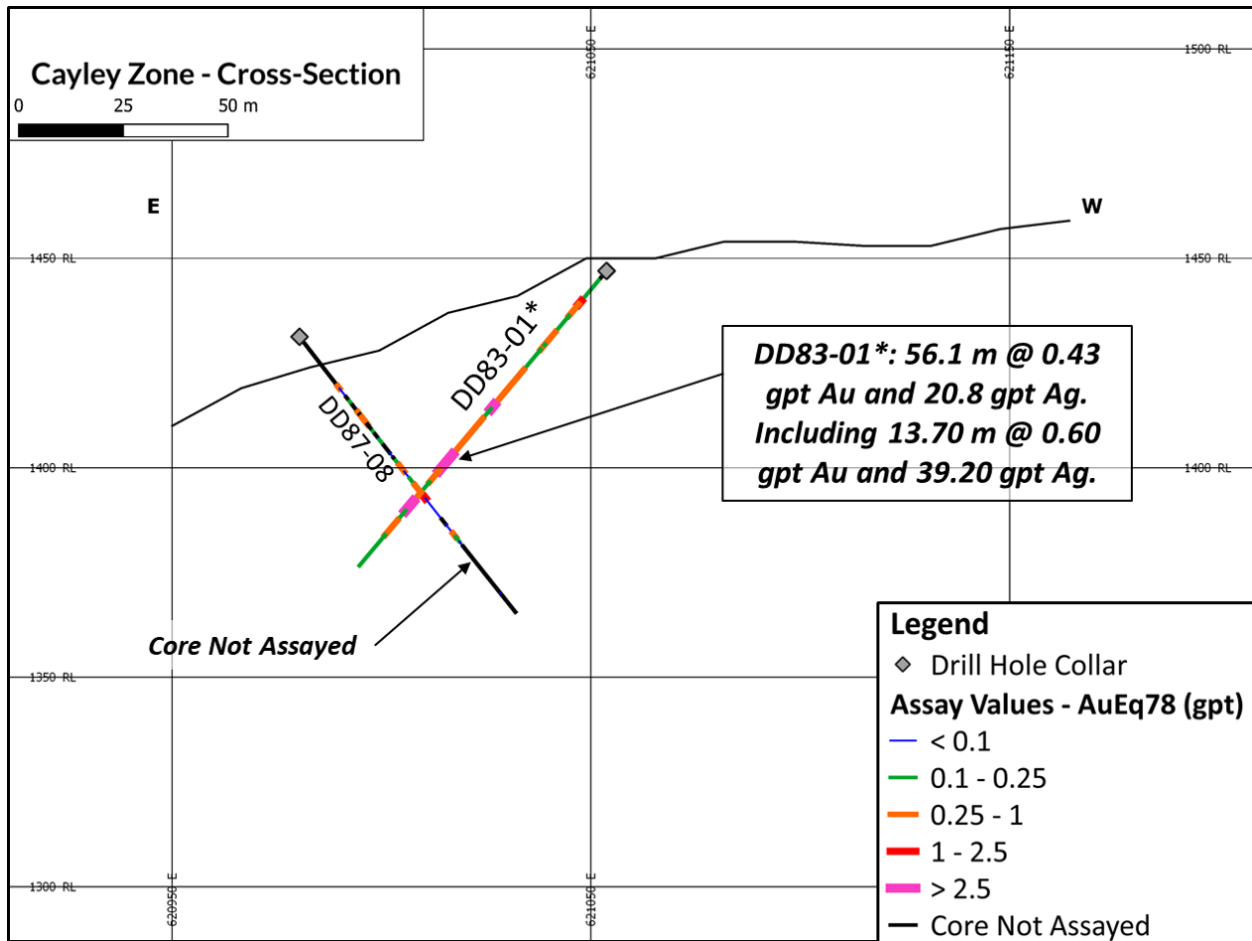 Cayley Zone - Cross-Section
0 25 50 m
621050 E
621150 E
1500 RL
1500 RL
E
W
1450 RL
1450 RL
DD83-01*
DD87-08
DD83-01*: 56.1 m @ 0.43
gpt Au and 20.8 gpt Ag.
Including 13.70 m @ 0.60
gpt Au and 39.20 gpt Ag.
1400 RL
1400 RL
Core Not Assayed
1350 RL
1350 RL
1300 RL
620950 E
621050 E
Legend
Drill Hole Collar
Assay Values - AuEq78 (gpt)
< 0.1
0.1 - 0.25
0.25 - 1
1 - 2.5
> 2.5
Core Not Assayed